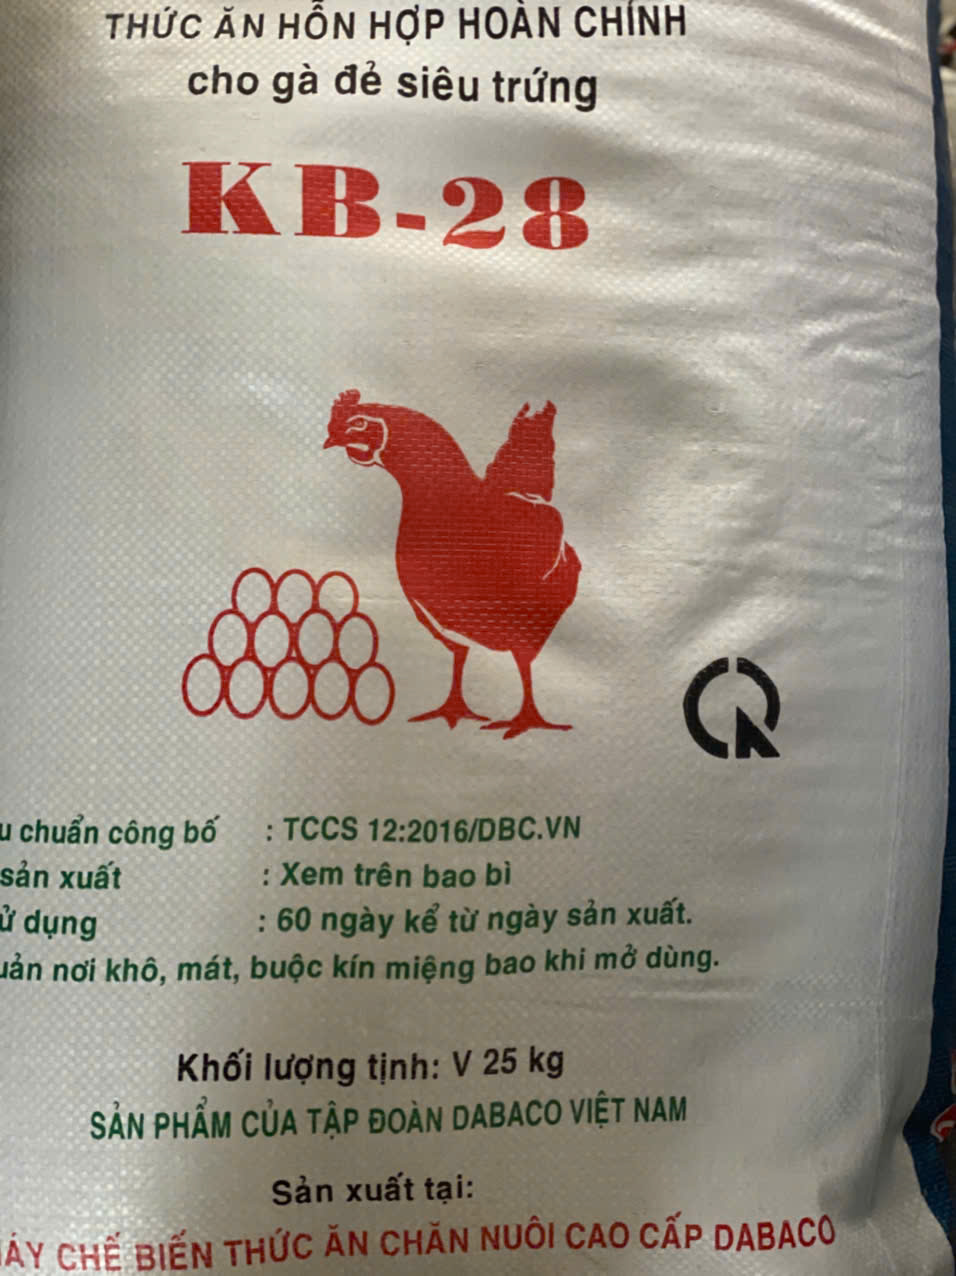 THỨC ĂN HỖN HỢP HOÀN CHỈNH
cho gà đẻ siêu trứng
KB-28
chuẩn công bố : TCCS 12:2016/DBC.VN
sản xuất : Xem trên bao bì
dụng : 60 ngày kể từ ngày sản xuất.
nơi khô, mát, buộc kín miệng bao khi mở dùng.
Khối lượng tịnh: V 25 kg
SẢN PHẨM CỦA TẬP ĐOÀN DABACO VIỆT NAM
Sản xuất tại:
CHẾ BIẾN THỨC ĂN CHĂN NUÔI CAO CẤP DABACO